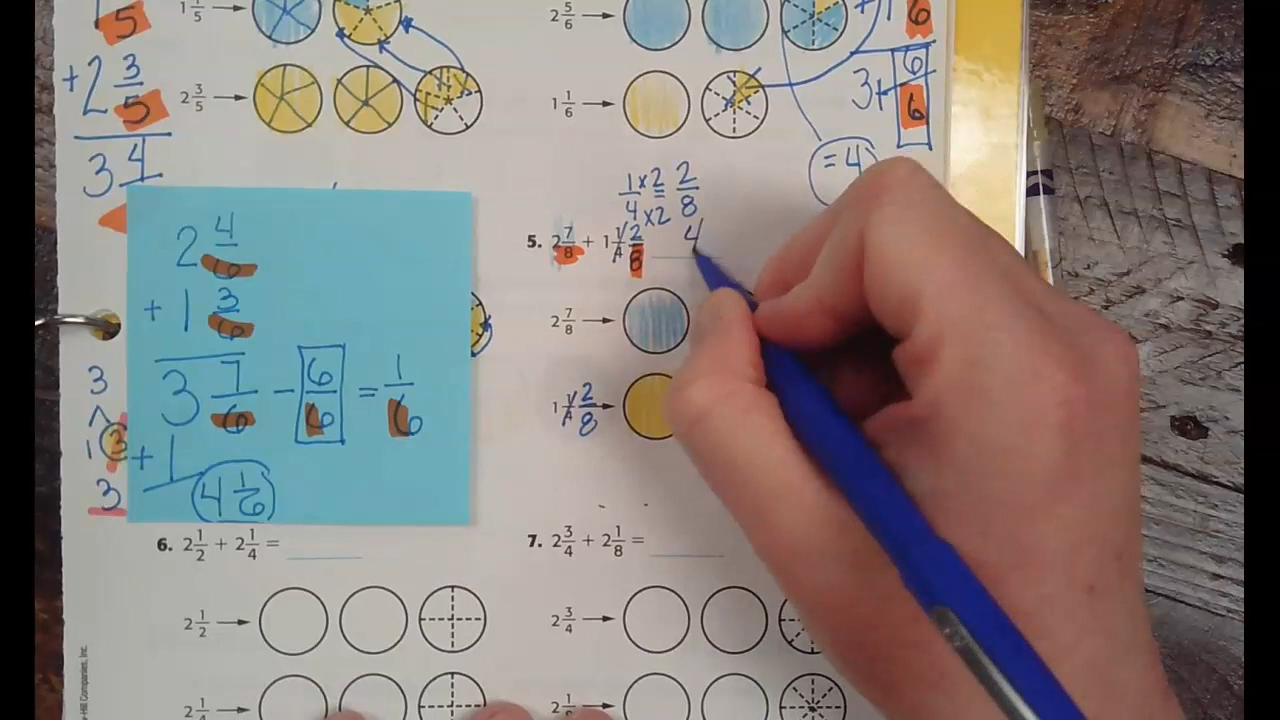 1 1/5
5
+ 2 3/5
3 4
2 3/5
2 5/6
6
1 1/6
3 + 6/6
= 4
1/4 ×2/×2 = 2/8
5. 2 7/8 + 1 1/4 2/8 4
2 7/8
1 1/4 2/8
2 4/6
+ 1 3/6
3 7/6 - 6/6 = 1/6
+ 1
4 1/6
3
1 3
3
6. 2 1/2 + 2 1/4 =
2 1/2
2 1/4
7. 2 3/4 + 2 1/8 =
2 3/4
2 1/8